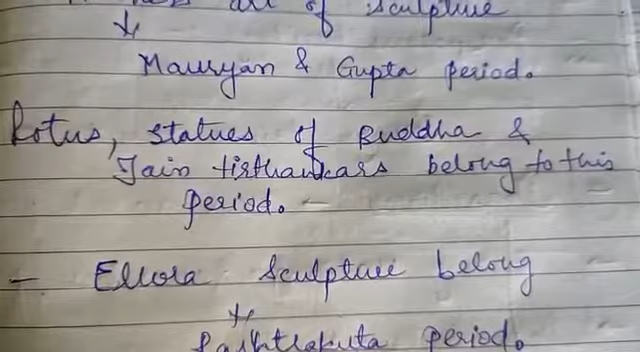 art of sculpture
Mauryan & Gupta period.
Lotus, statues of Buddha &
Jain tirthankars belong to this
period. -
- Ellora sculpture belong
Rashtrakuta period.